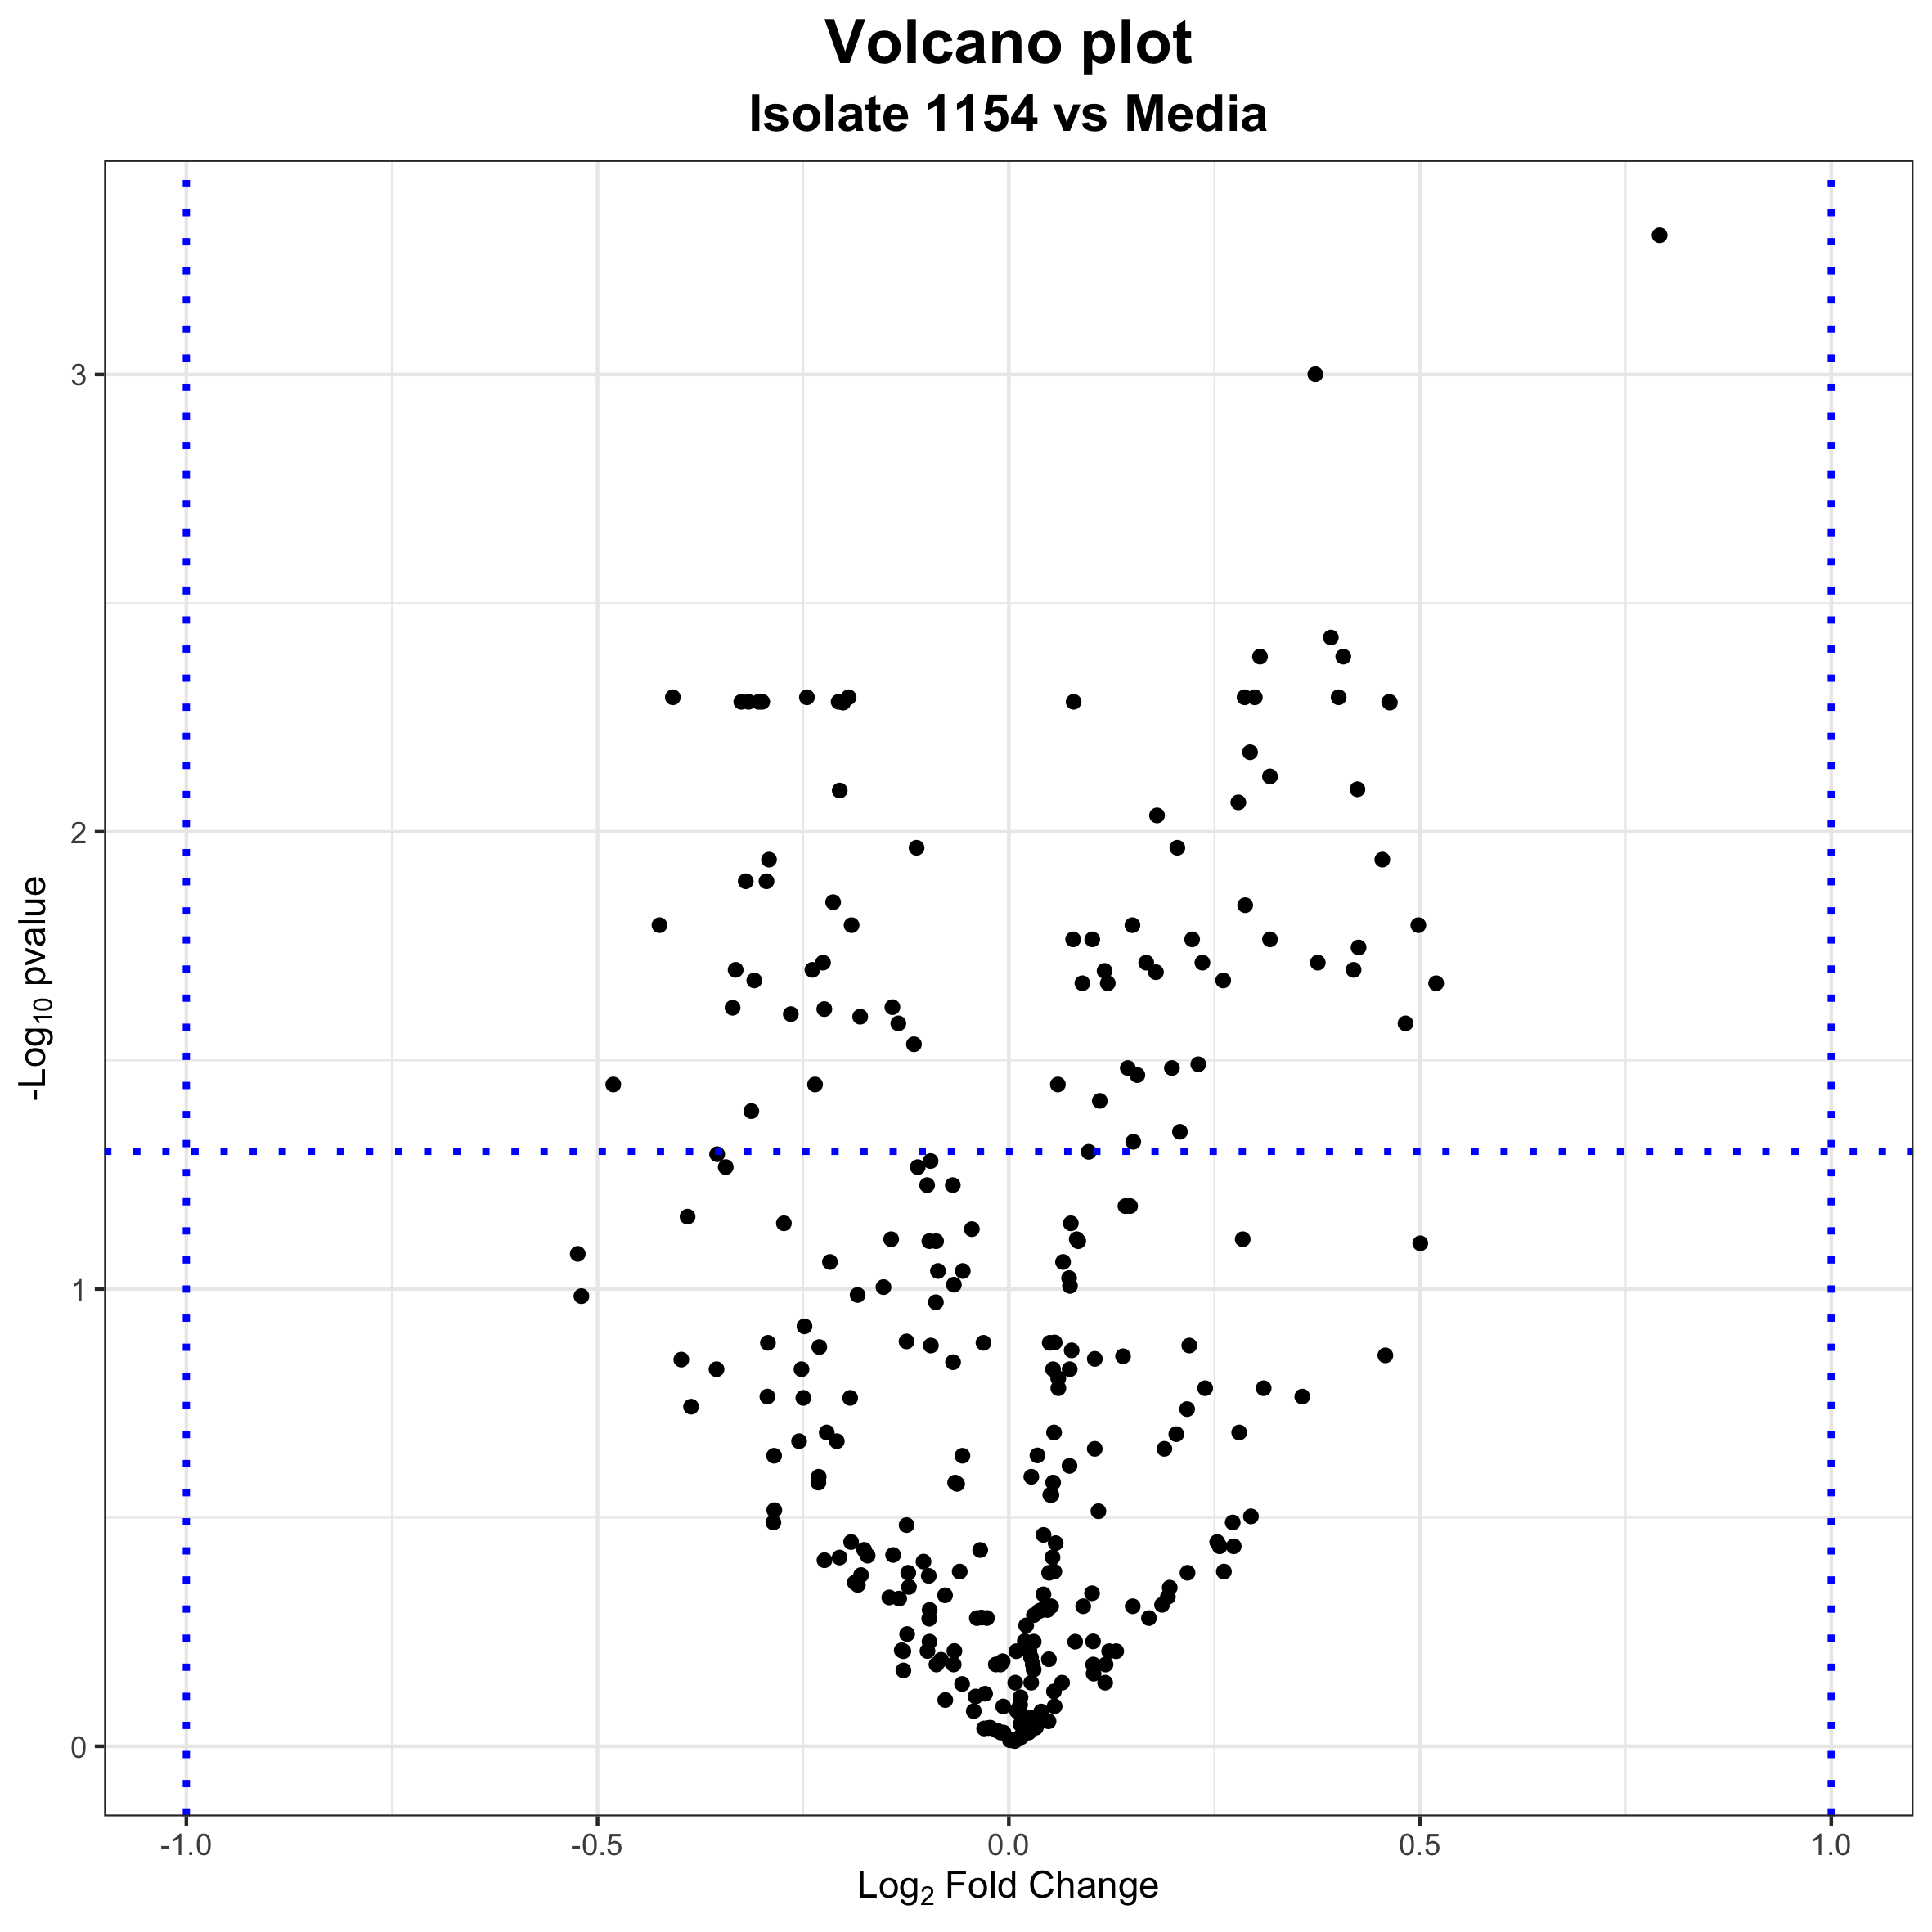 Volcano plot
Isolate 1154 vs Media
-Log10 pvalue
3
2
1
0
-1.0 -0.5 0.0 0.5 1.0
Log2 Fold Change